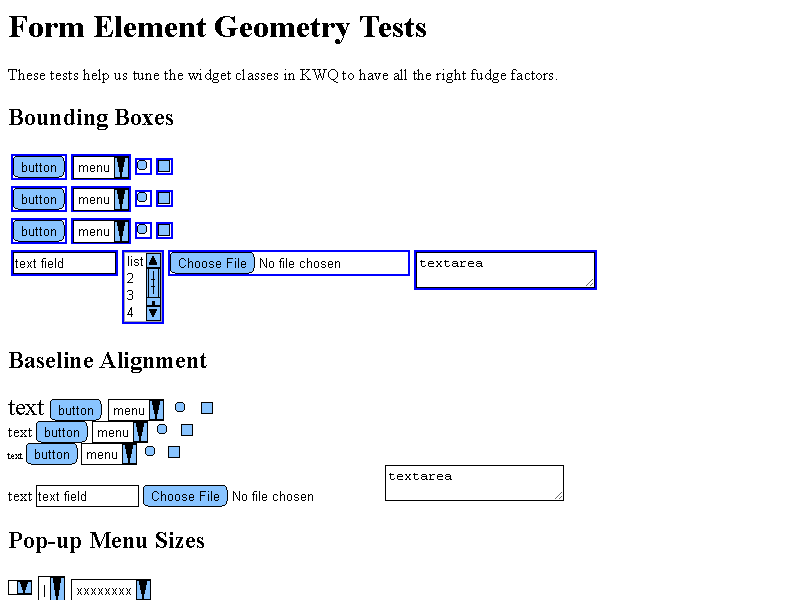 Form Element Geometry Tests
These tests help us tune the widget classes in KWQ to have all the right fudge factors.
Bounding Boxes
button menu
button menu
button menu
text field list Choose File No file chosen textarea
2
3
4
Baseline Alignment
text button menu
text button menu
text button menu
textarea
text text field Choose File No file chosen
Pop-up Menu Sizes
| xxxxxxxx